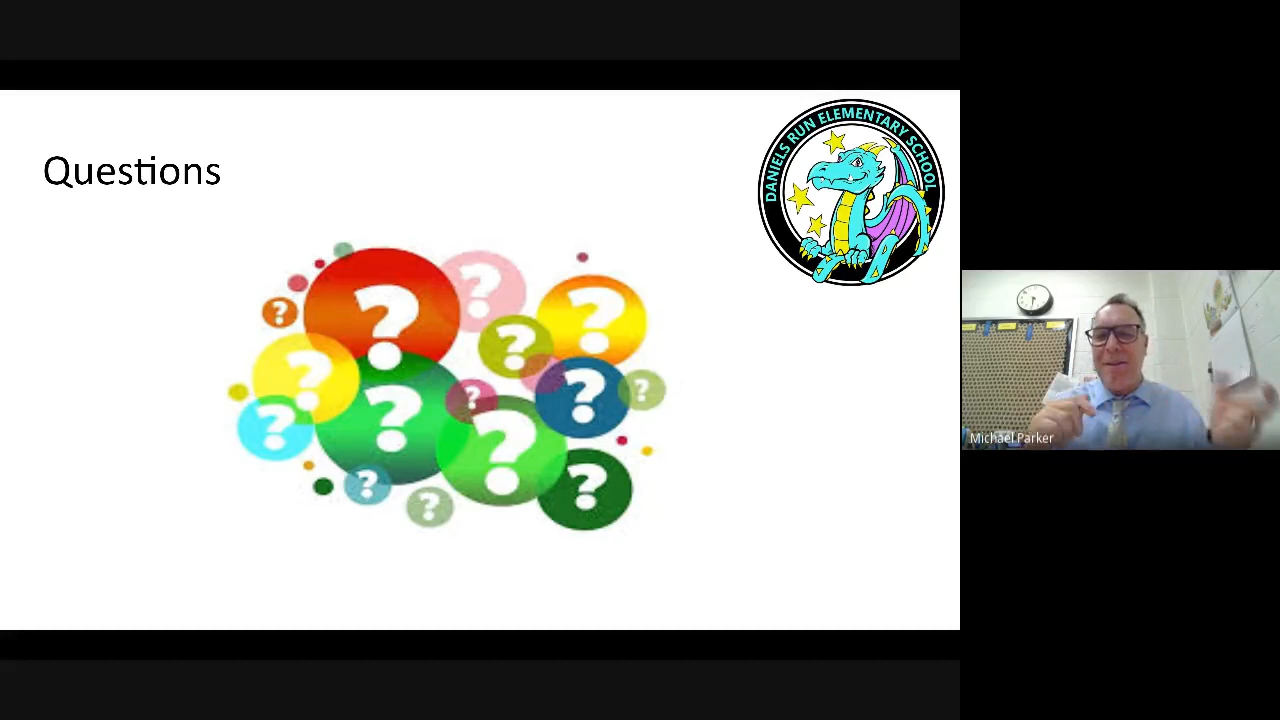 Questions
DANIELS RUN ELEMENTARY SCHOOL
? ? ? ? ? ? ? ? ? ? ? ? ? ?
Michael Parker